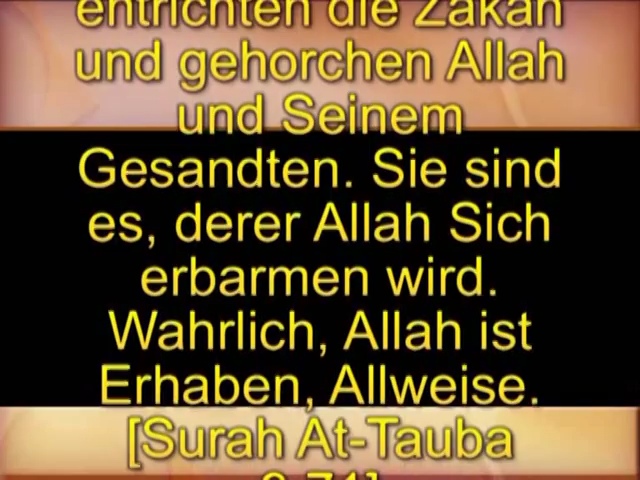 entrichten die Zakah
und gehorchen Allah
und Seinem
Gesandten. Sie sind
es, derer Allah Sich
erbarmen wird.
Wahrlich, Allah ist
Erhaben, Allweise.
[Surah At-Tauba